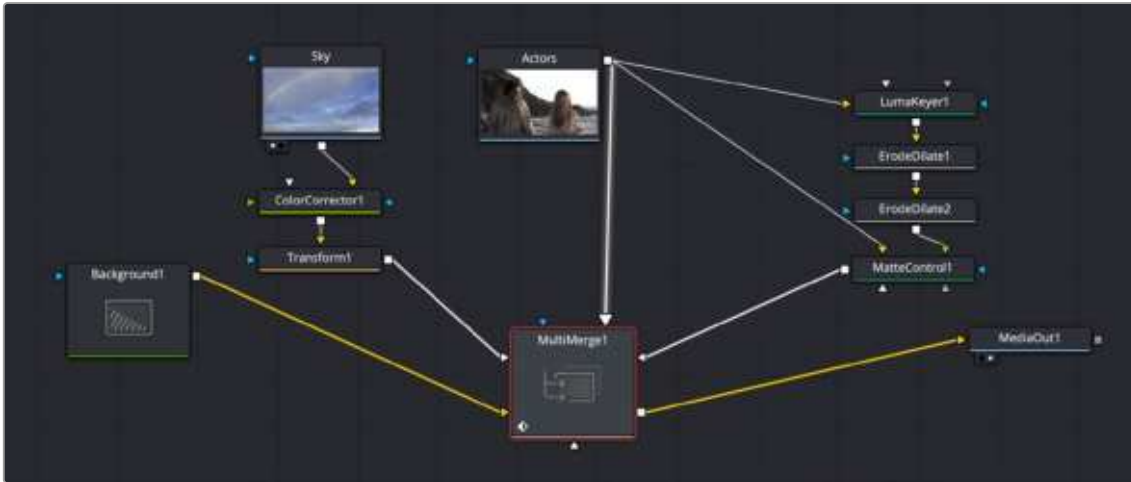 Sky
Actors
LumaKeyer1
ErodeDilate1
ColorCorrector1
ErodeDilate2
Transform1
MatteControl1
Background1
MultiMerge1
MediaOut1